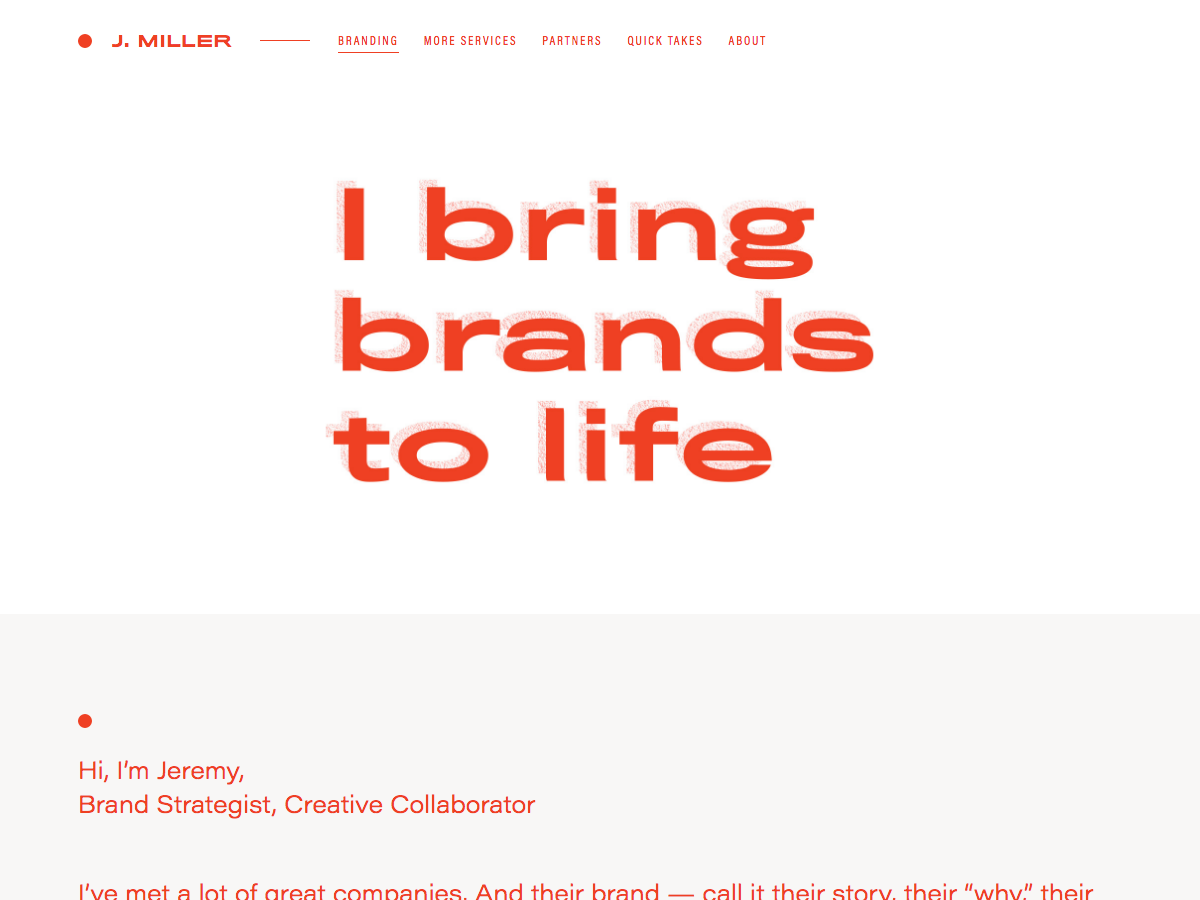 J. MILLER
BRANDING
MORE SERVICES
PARTNERS
QUICK TAKES
ABOUT
I bring
brands
to life
Hi, I’m Jeremy,
Brand Strategist, Creative Collaborator
I’ve met a lot of great companies. And their brand — call it their story, their “why,” their